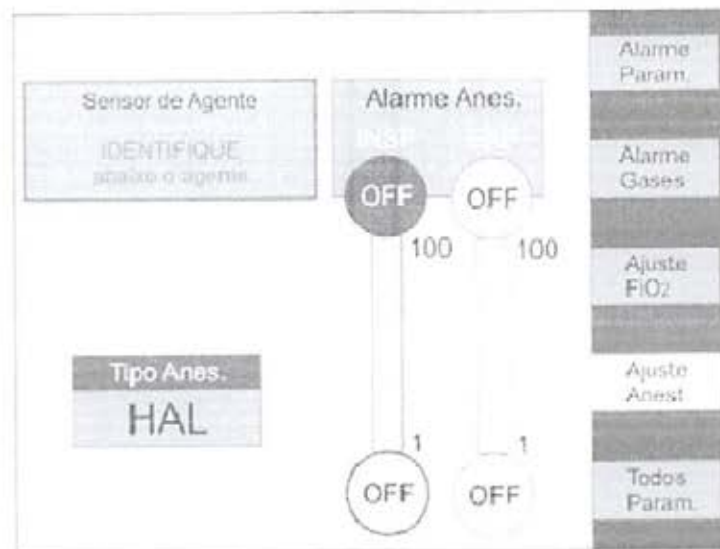 Sensor de Agente
IDENTIFIQUE
abaixo o agente
Alarme Anes.
INSP
OFF
OFF
100
100
1
1
OFF
OFF
Tipo Anes.
HAL
Alarme
Param.
Alarme
Gases
Ajuste
FiO2
Ajuste
Anest
Todos
Param.